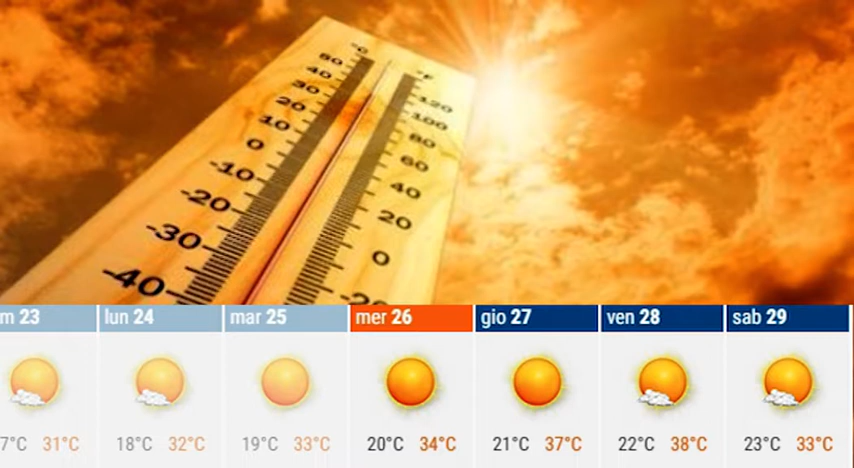 °C
°F
50
40
30
20
10
0
-10
-20
-30
-40
120
100
80
60
40
20
0
-20
m 23
lun 24
mar 25
mer 26
gio 27
ven 28
sab 29
7°C 31°C
18°C 32°C
19°C 33°C
20°C 34°C
21°C 37°C
22°C 38°C
23°C 33°C